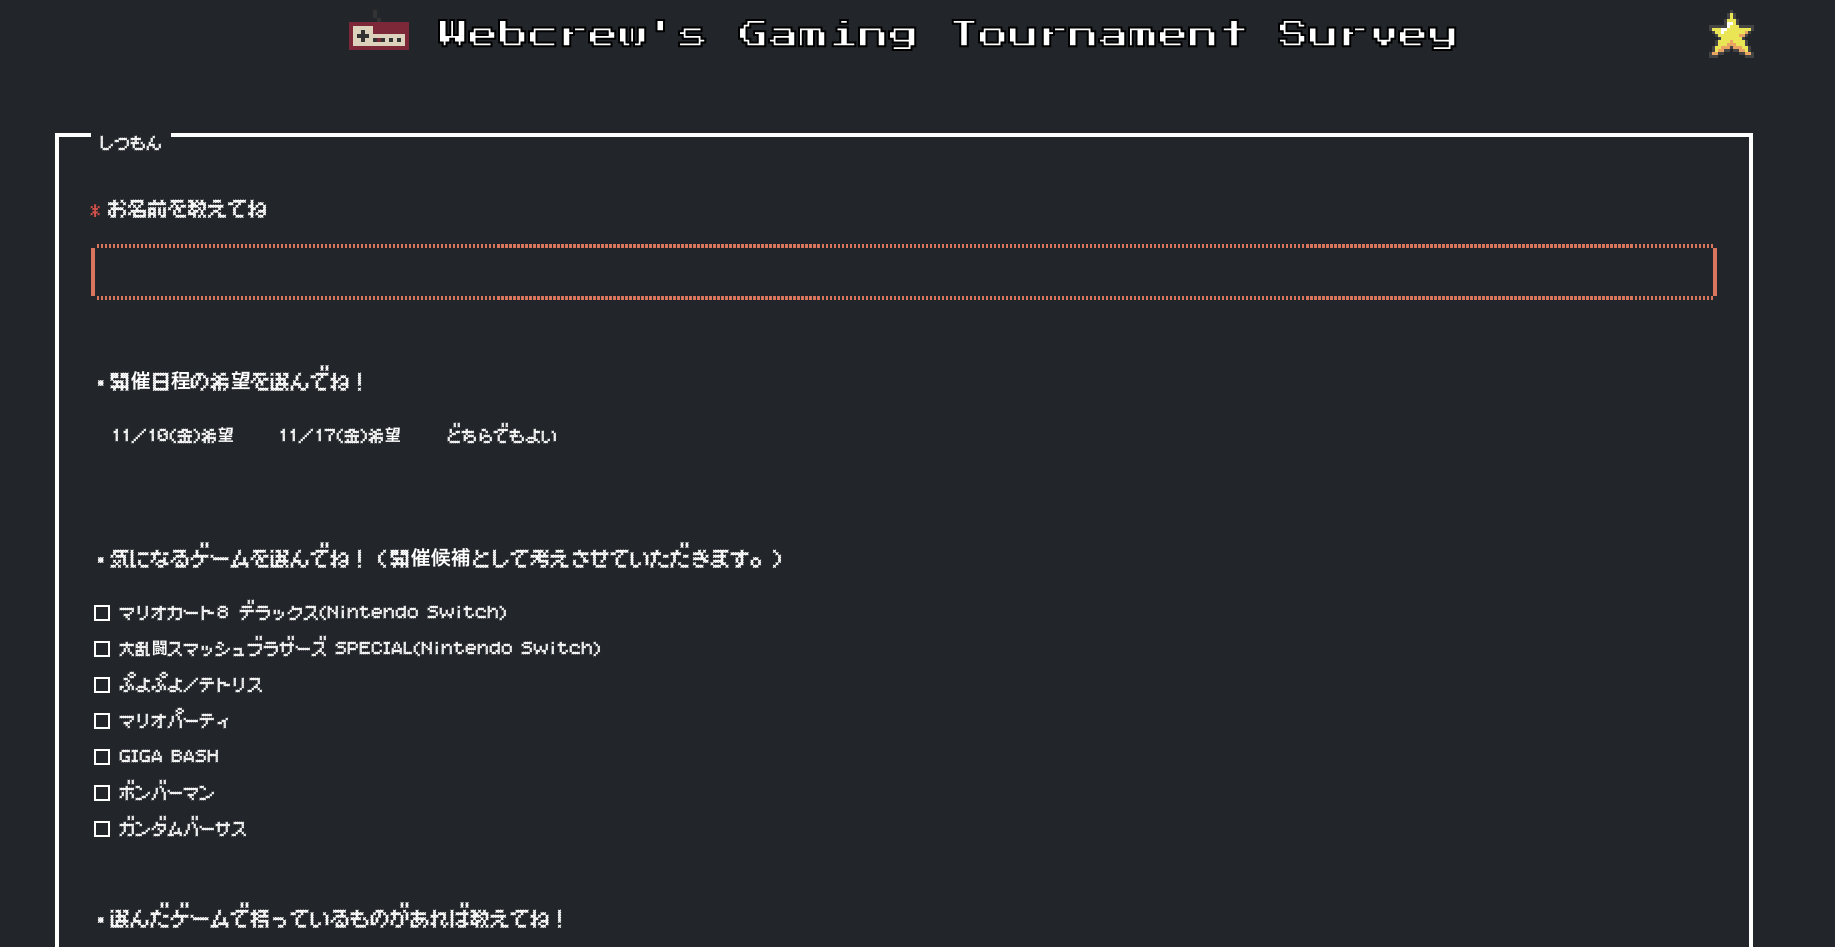 Webcrew's Gaming Tournament Survey
しつもん
*お名前を教えてね
・開催日程の希望を選んでね！
11/10(金)希望 11/17(金)希望 どちらでもよい
・気になるゲームを選んでね！(開催候補として考えさせていただきます。)
マリオカート8 デラックス(Nintendo Switch)
大乱闘スマッシュブラザーズ SPECIAL(Nintendo Switch)
ぷよぷよ/テトリス
マリオパーティ
GIGA BASH
ボンバーマン
ガンダムバーサス
・選んだゲームで持っているものがあれば教えてね！